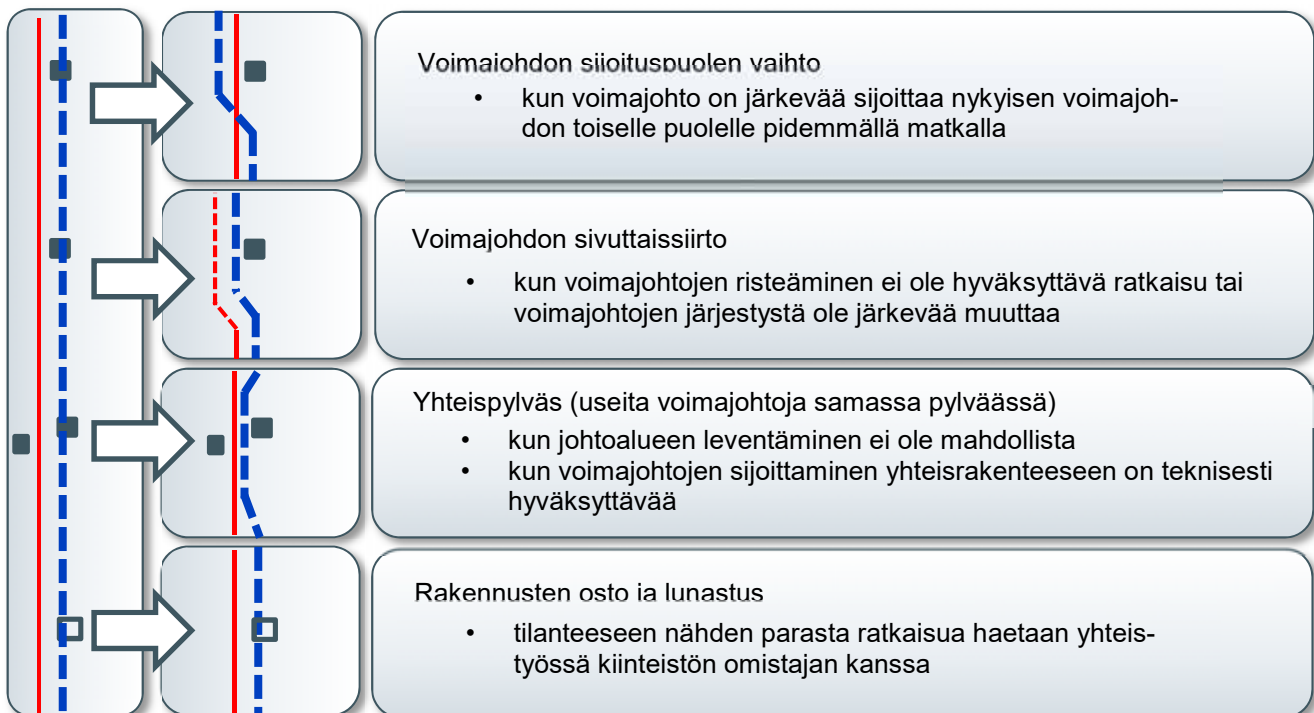 Voimajohdon sijoituspuolen vaihto
• kun voimajohto on järkevää sijoittaa nykyisen voimajoh-
don toiselle puolelle pidemmällä matkalla
Voimajohdon sivuttaissiirto
• kun voimajohtojen risteäminen ei ole hyväksyttävä ratkaisu tai
voimajohtojen järjestystä ole järkevää muuttaa
Yhteispylväs (useita voimajohtoja samassa pylväässä)
• kun johtoalueen leventäminen ei ole mahdollista
• kun voimajohtojen sijoittaminen yhteisrakenteeseen on teknisesti
hyväksyttävää
Rakennusten osto ja lunastus
• tilanteeseen nähden parasta ratkaisua haetaan yhteis-
työssä kiinteistön omistajan kanssa